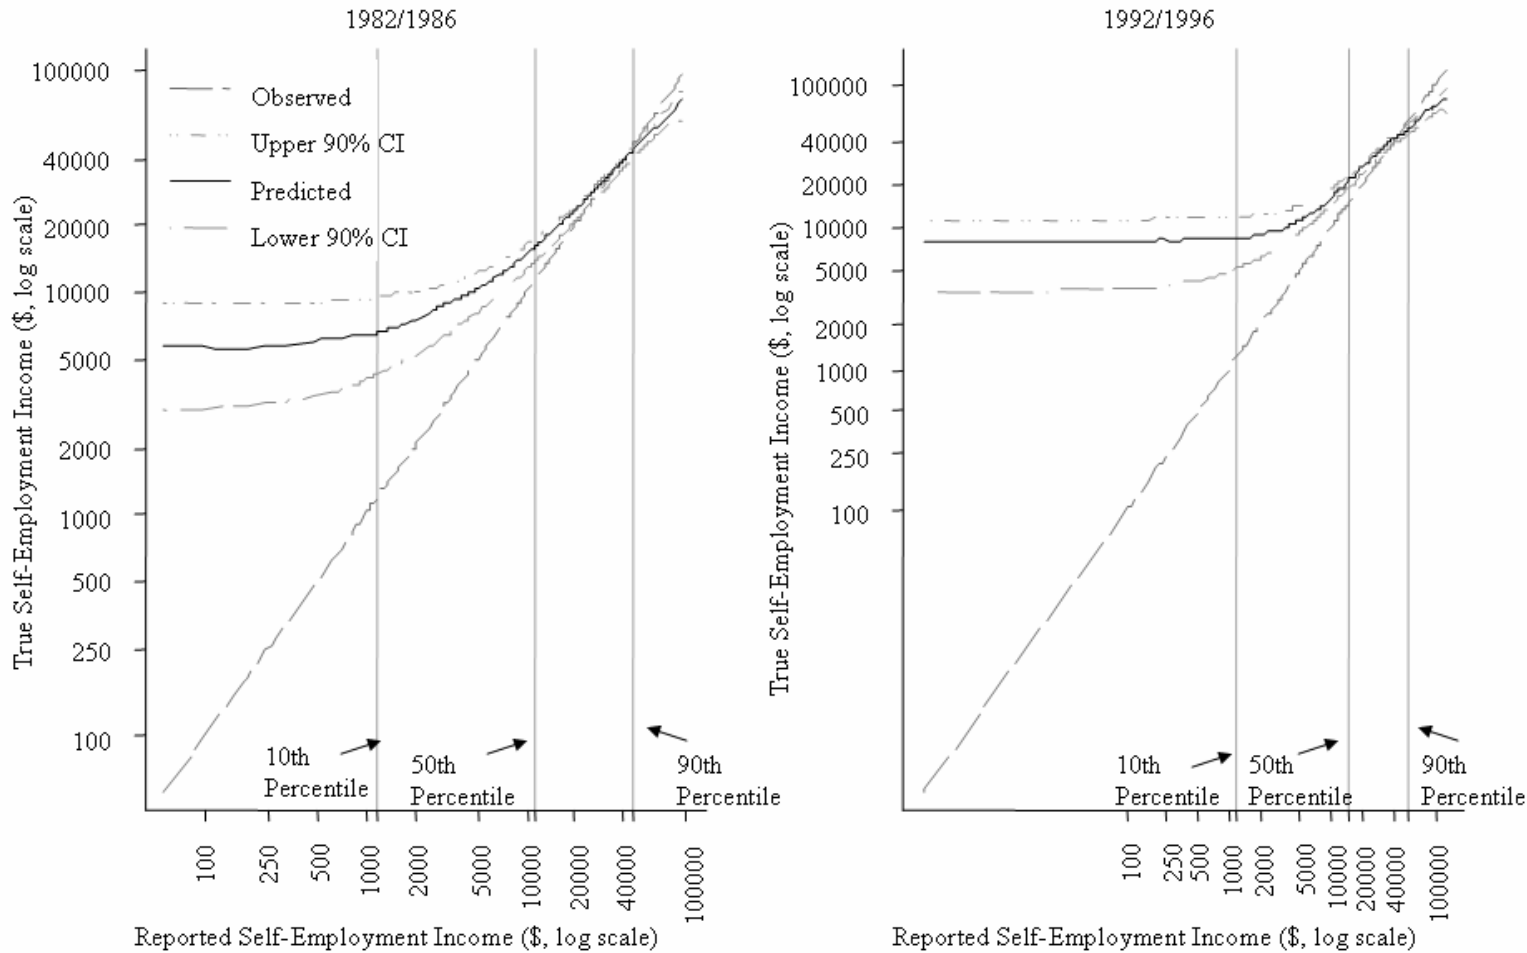 1982/1986
True Self-Employment Income ($, log scale)
100000
40000
20000
10000
5000
2000
1000
500
250
100
Observed
Upper 90% CI
Predicted
Lower 90% CI
10th
Percentile
50th
Percentile
90th
Percentile
100
250
500
1000
2000
5000
10000
20000
40000
100000
Reported Self-Employment Income ($, log scale)
1992/1996
True Self-Employment Income ($, log scale)
100000
40000
20000
10000
5000
2000
1000
500
250
100
10th
Percentile
50th
Percentile
90th
Percentile
100
250
500
1000
2000
5000
10000
20000
40000
100000
Reported Self-Employment Income ($, log scale)